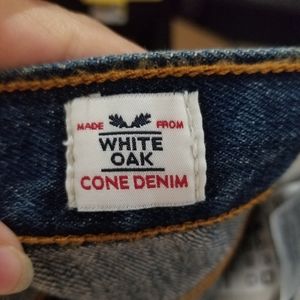 MADE FROM
WHITE
OAK
CONE DENIM